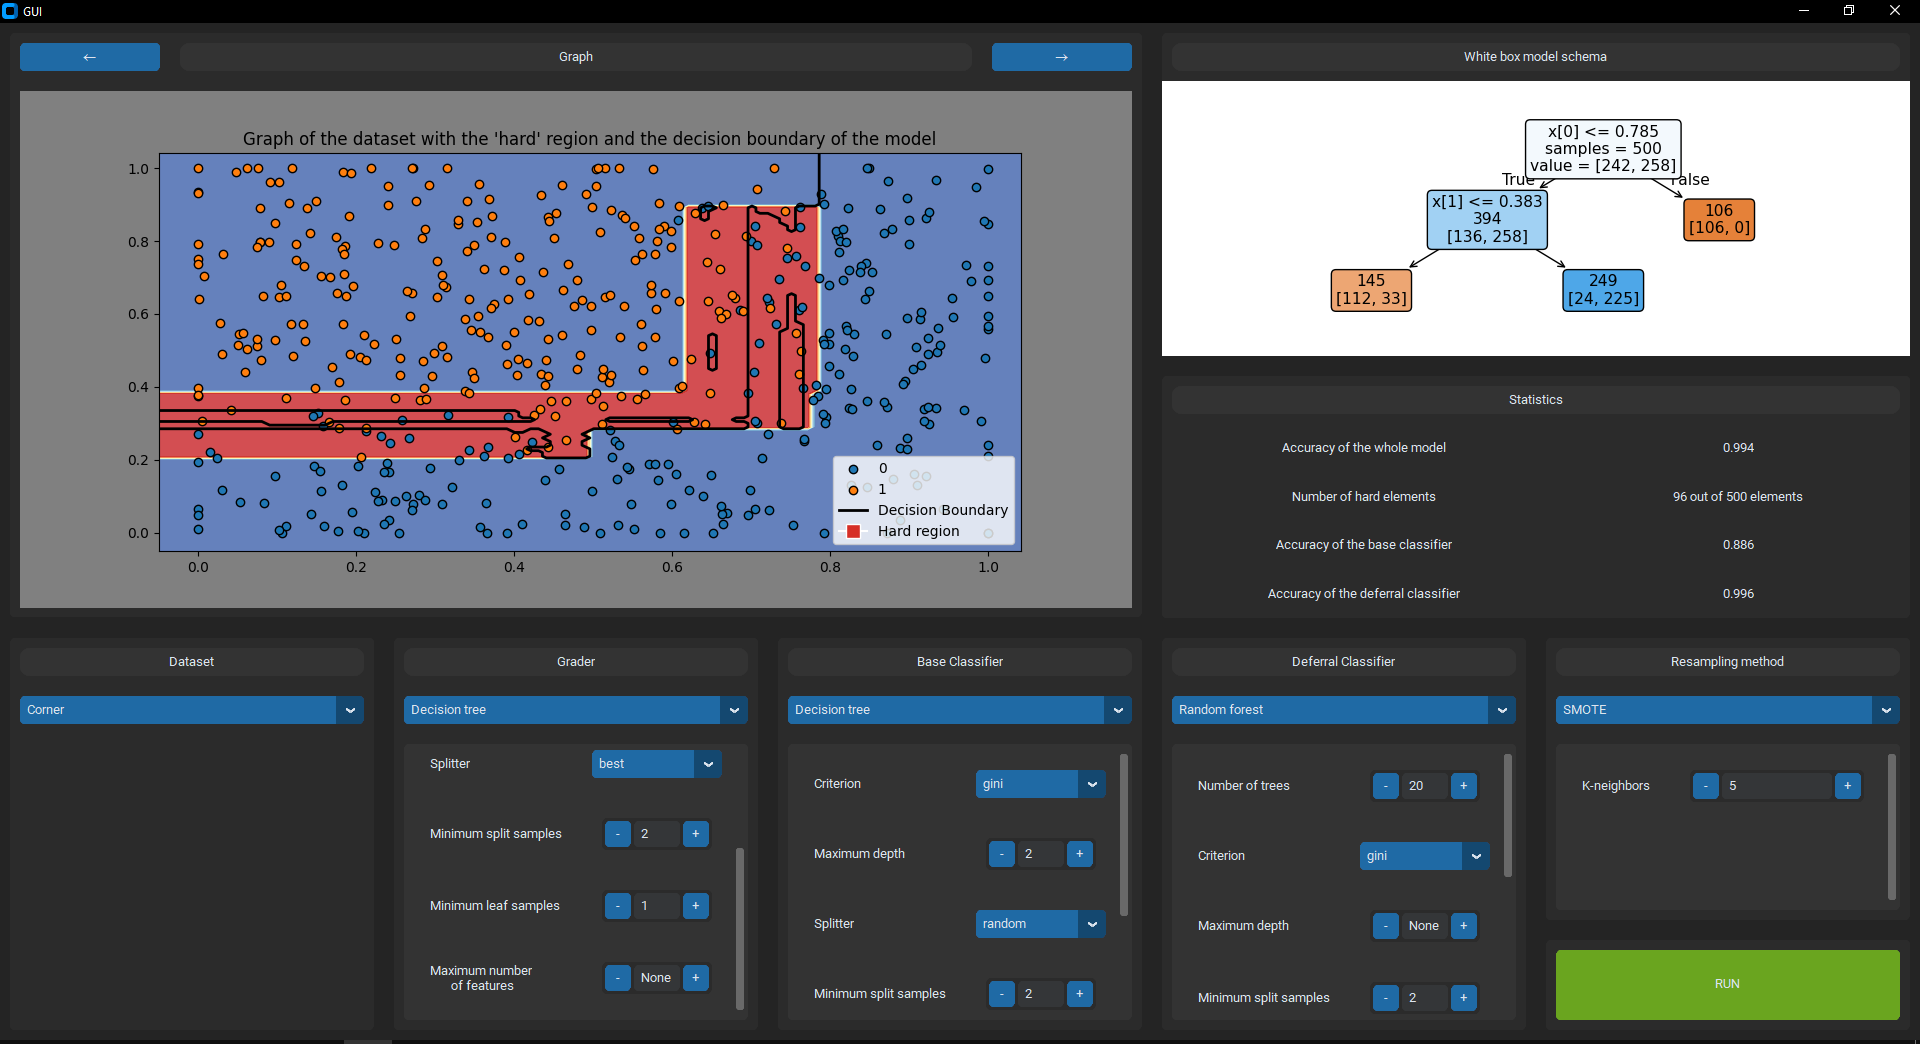 GUI
←
Graph
→
White box model schema
Graph of the dataset with the 'hard' region and the decision boundary of the model
1.0
0.8
0.6
0.4
0.2
0.0
0.0 0.2 0.4 0.6 0.8 1.0
0
1
Decision Boundary
Hard region
x[0] <= 0.785
samples = 500
value = [242, 258]
True
False
x[1] <= 0.383
394
[136, 258]
106
[106, 0]
145
[112, 33]
249
[24, 225]
Statistics
Accuracy of the whole model 0.994
Number of hard elements 96 out of 500 elements
Accuracy of the base classifier 0.886
Accuracy of the deferral classifier 0.996
Dataset
Corner
Grader
Decision tree
Splitter best
Minimum split samples - 2 +
Minimum leaf samples - 1 +
Maximum number
of features - None +
Base Classifier
Decision tree
Criterion gini
Maximum depth - 2 +
Splitter random
Minimum split samples - 2 +
Deferral Classifier
Random forest
Number of trees - 20 +
Criterion gini
Maximum depth - None +
Minimum split samples - 2 +
Resampling method
SMOTE
K-neighbors - 5 +
RUN